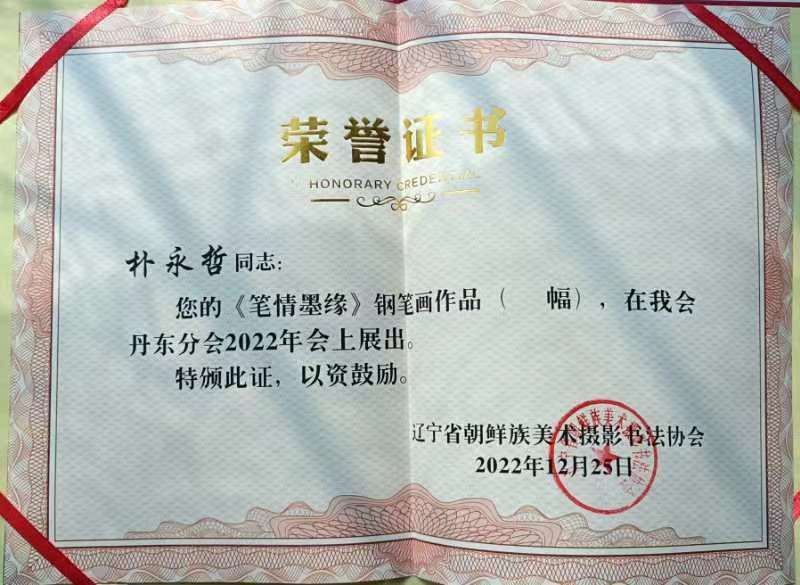 荣誉证书
HONORARY CREDENTIAL
朴永哲同志：
您的《笔情墨缘》钢笔画作品（ 幅），在我会
丹东分会2022年会上展出。
特颁此证，以资鼓励。
辽宁省朝鲜族美术摄影书法协会
2022年12月25日